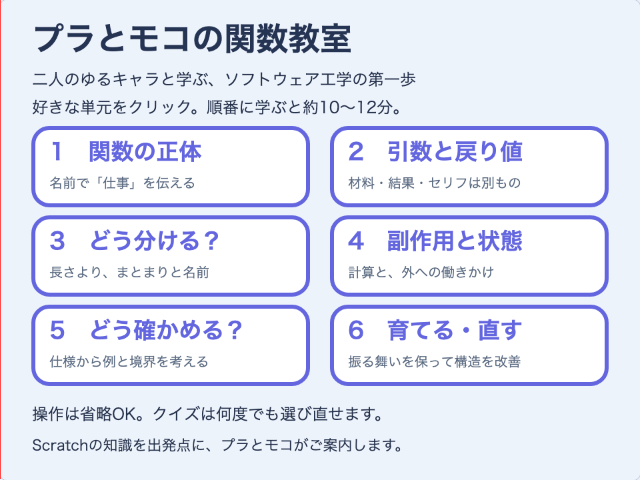 プラとモコの関数教室
二人のゆるキャラと学ぶ、ソフトウェア工学の第一歩
好きな単元をクリック。順番に学ぶと約10〜12分。
1　関数の正体
名前で「仕事」を伝える
2　引数と戻り値
材料・結果・セリフは別もの
3　どう分ける？
長さより、まとまりと名前
4　副作用と状態
計算と、外への働きかけ
5　どう確かめる？
仕様から例と境界を考える
6　育てる・直す
振る舞いを保って構造を改善
操作は省略OK。クイズは何度でも選び直せます。
Scratchの知識を出発点に、プラとモコがご案内します。